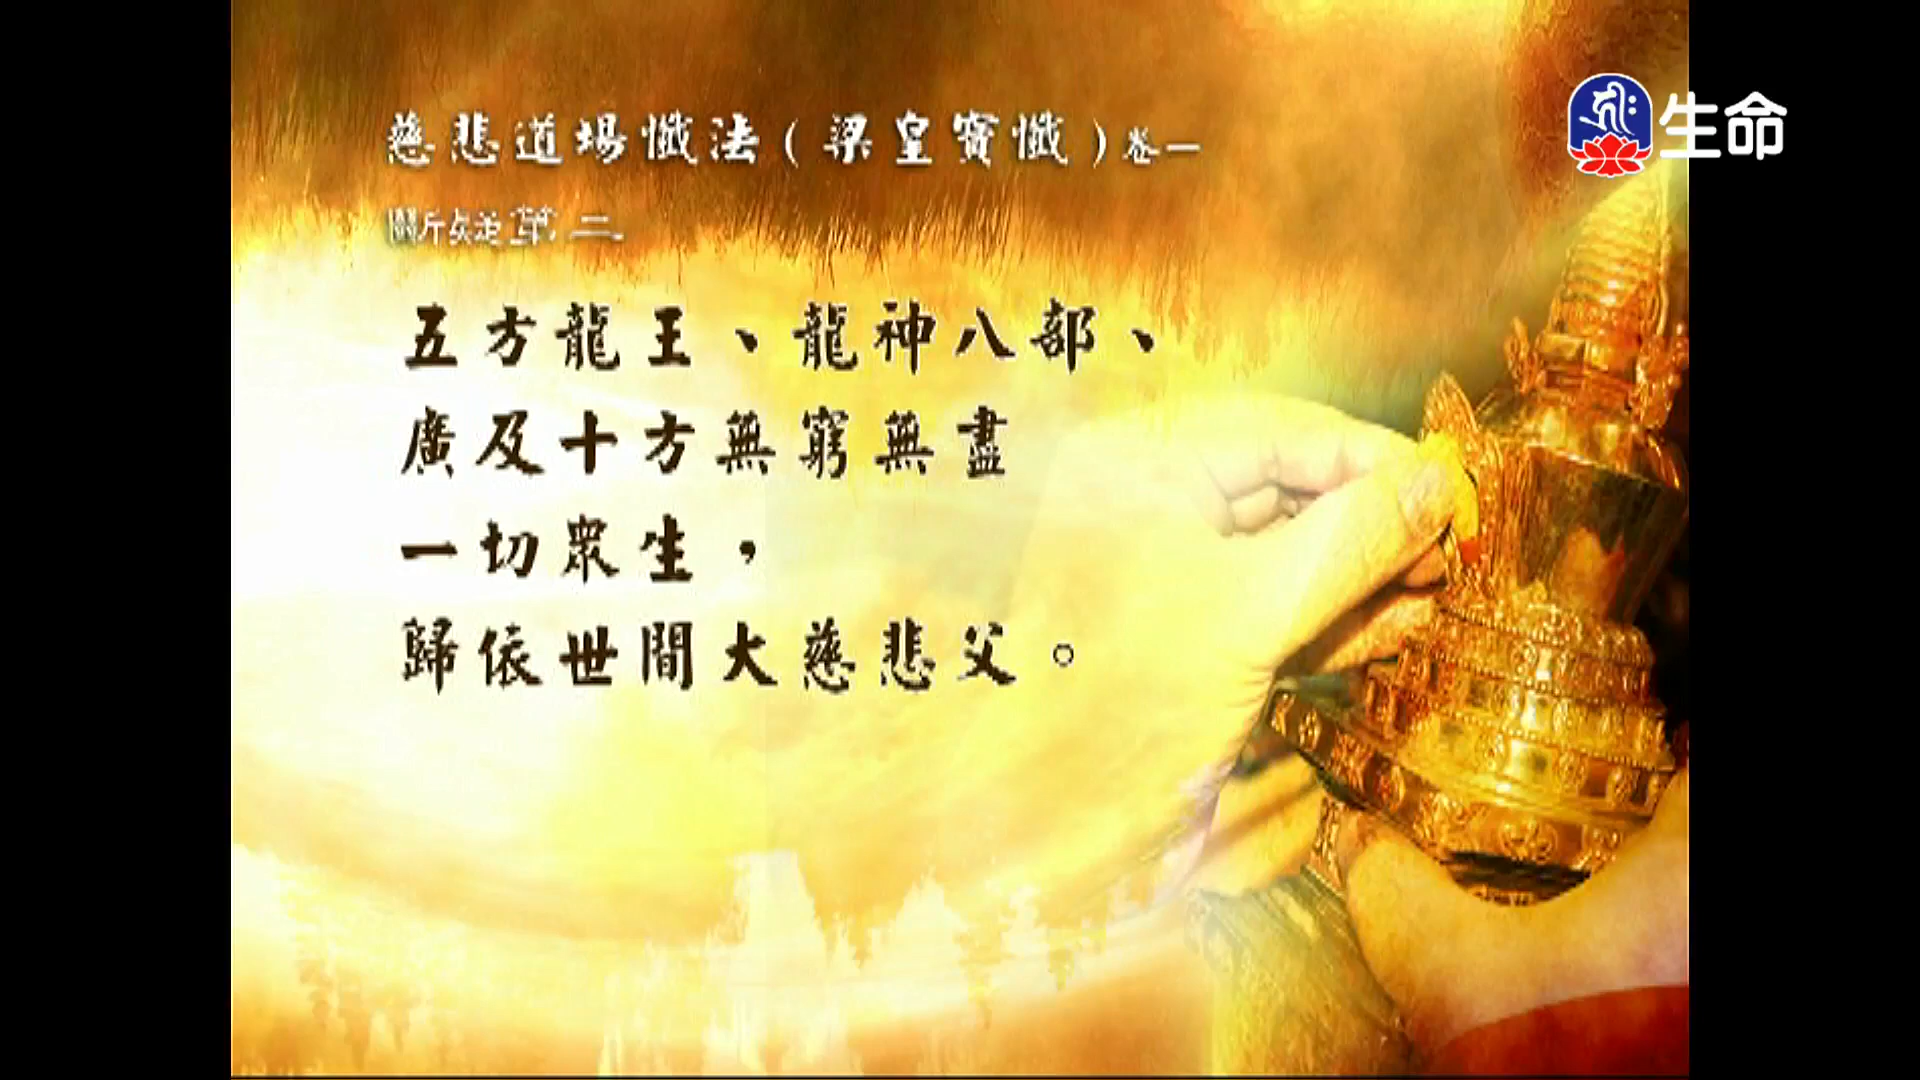 慈悲道場懺法(梁皇寶懺)卷一
生命
斷疑第二
五方龍王、龍神八部、
廣及十方無窮無盡
一切眾生，
歸依世間大慈悲父。